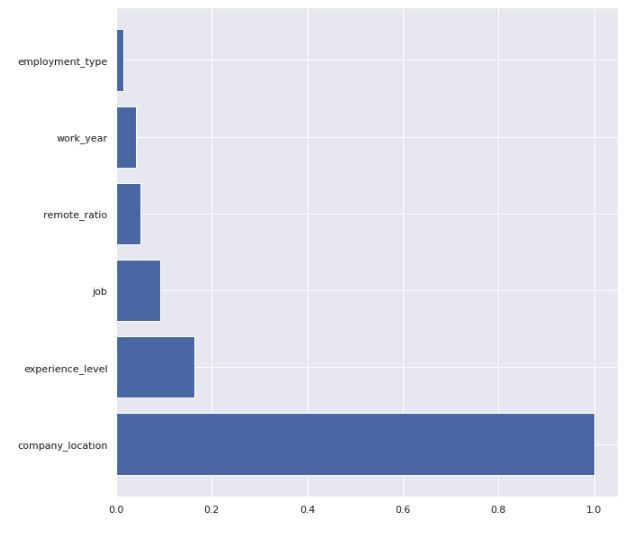 employment_type
work_year
remote_ratio
job
experience_level
company_location
0.0 0.2 0.4 0.6 0.8 1.0